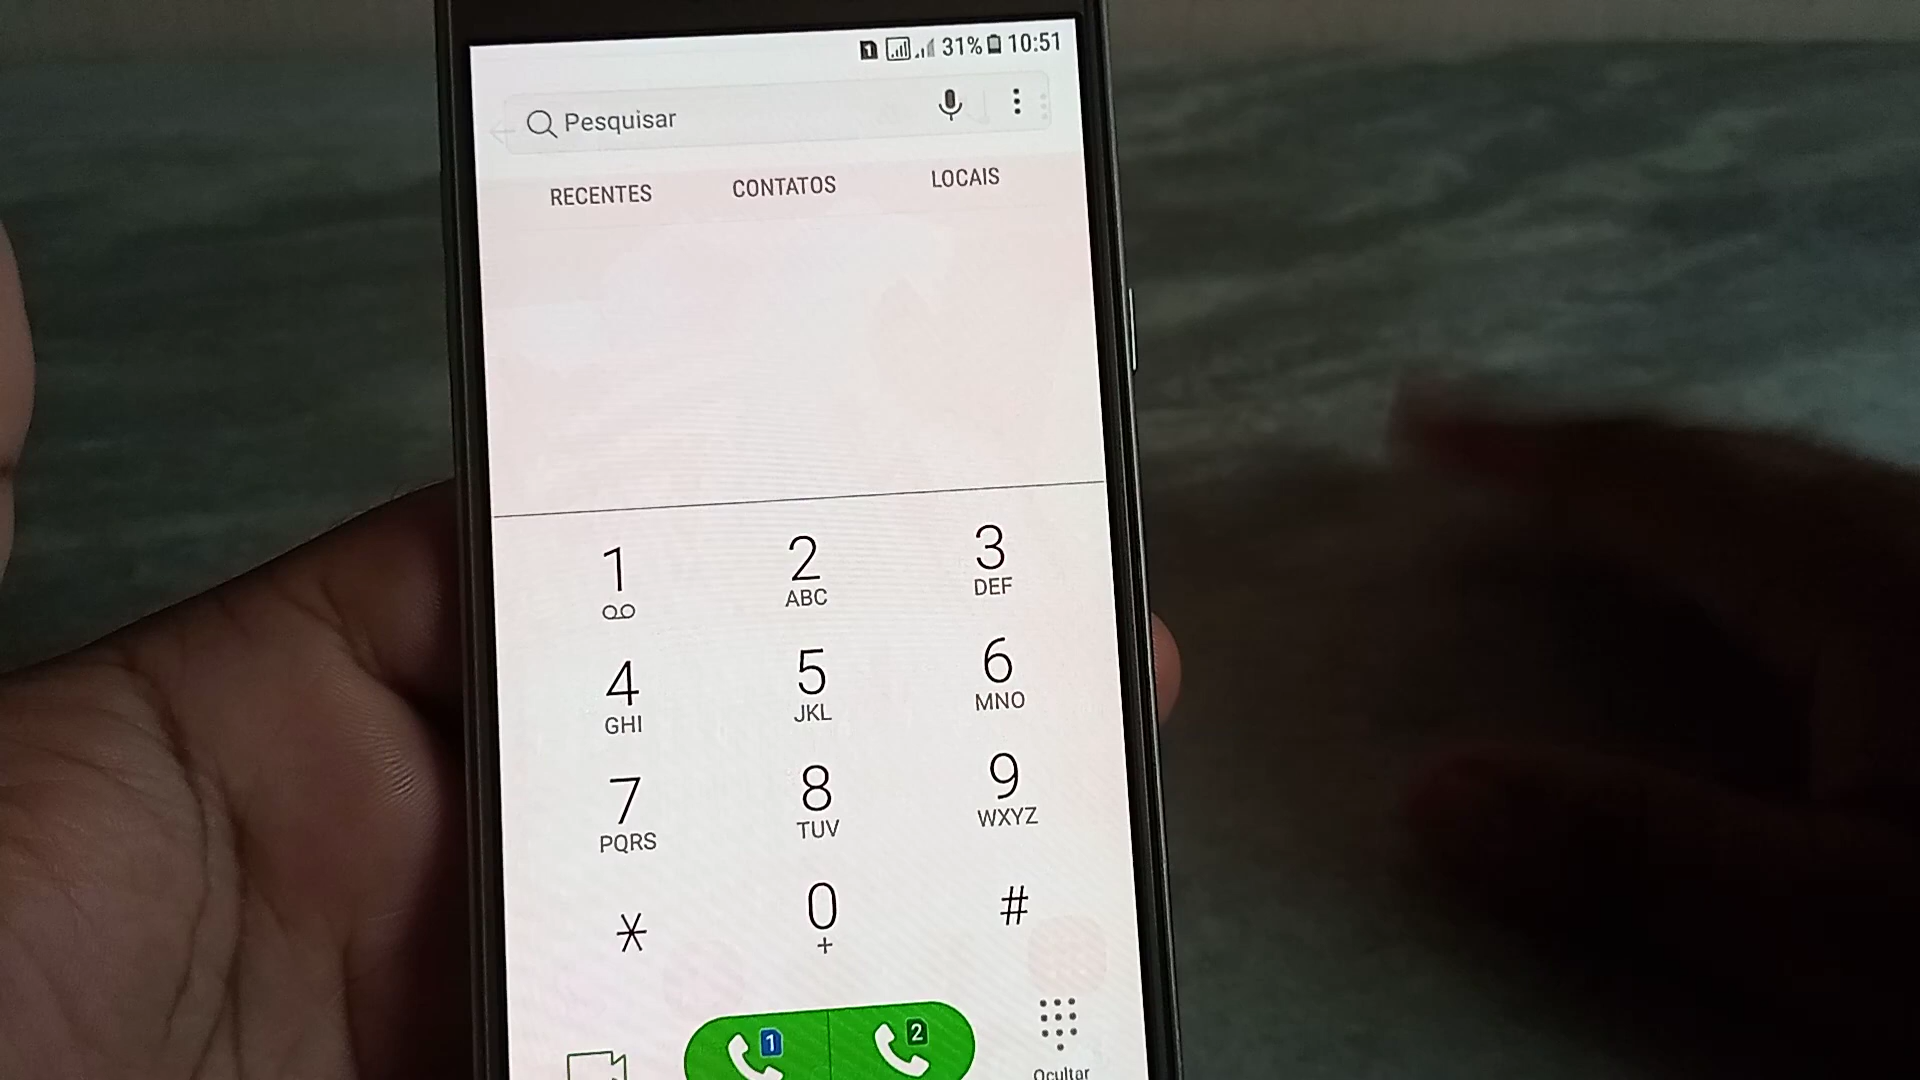 31% 10:51
Pesquisar
RECENTES CONTATOS LOCAIS
1 2 3
ABC DEF
4 5 6
GHI JKL MNO
7 8 9
PQRS TUV WXYZ
* 0 #
+
1 2
Ocultar